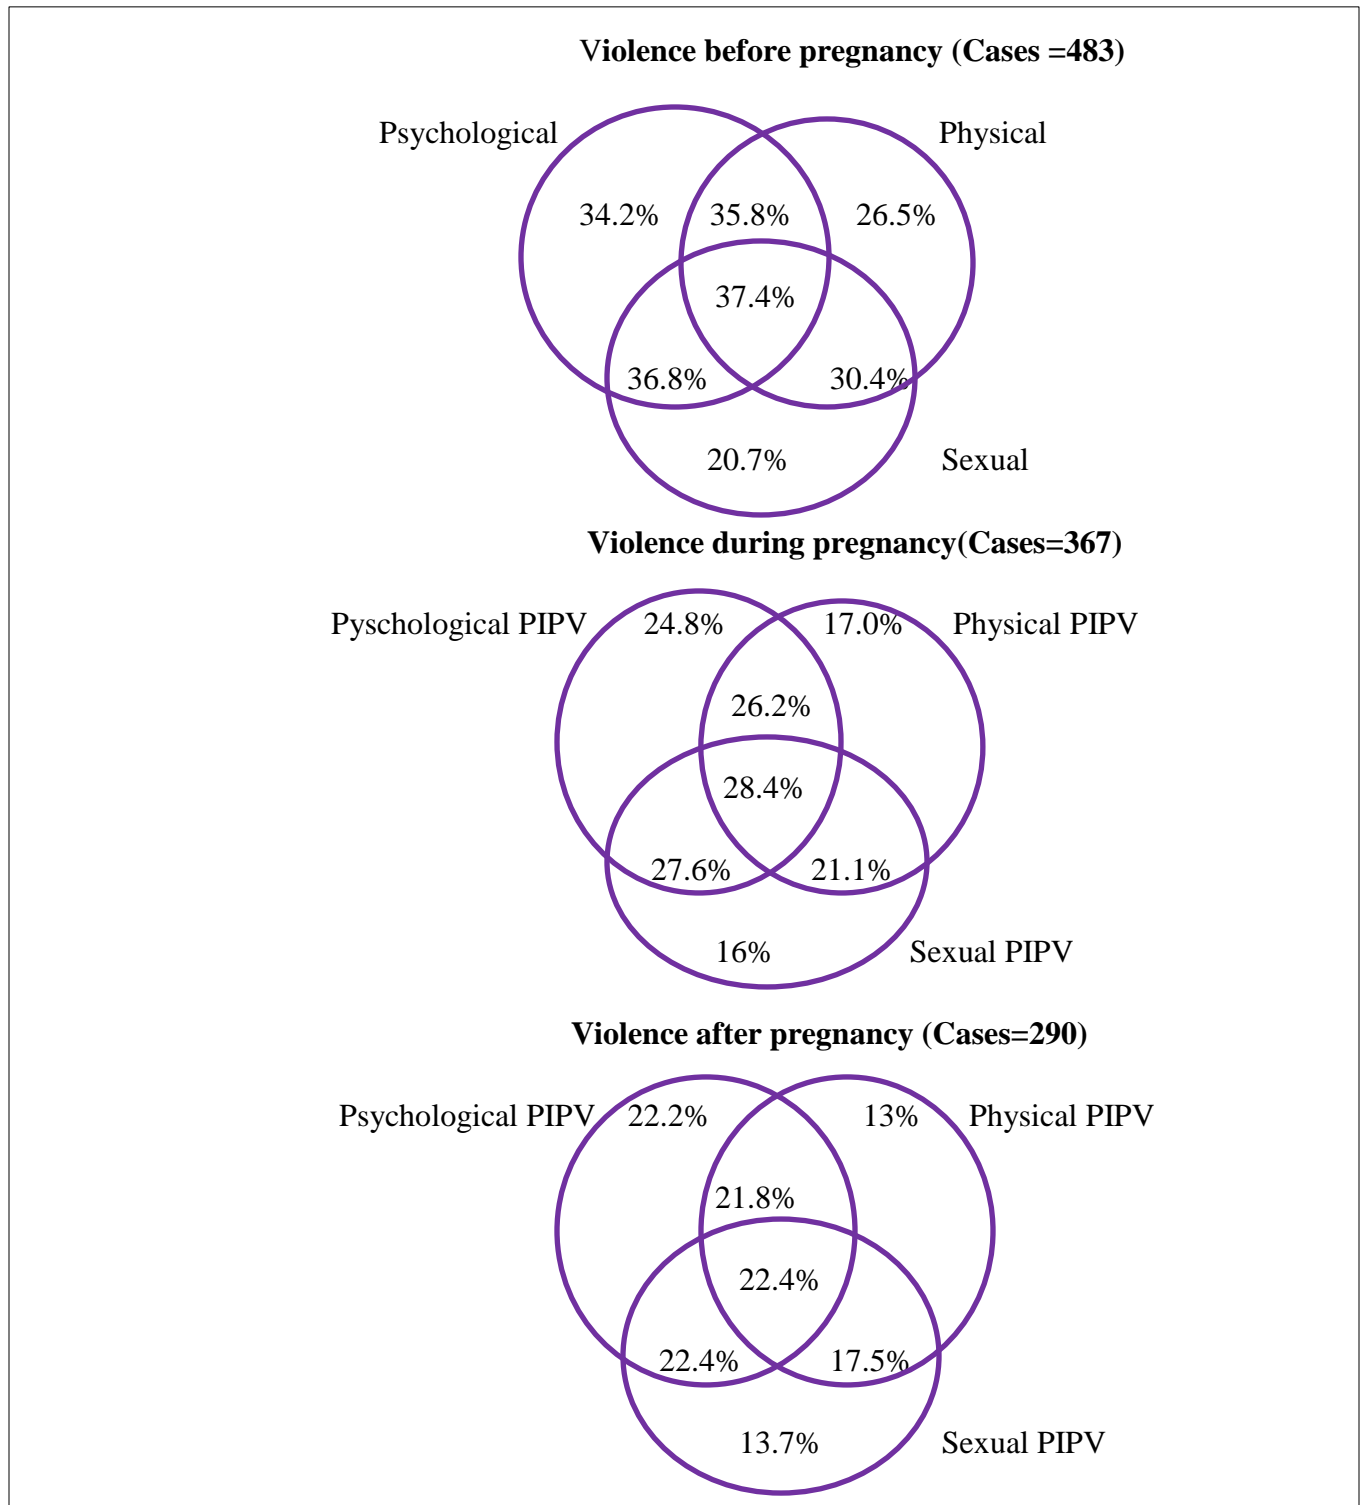 Violence before pregnancy (Cases =483)
Psychological Physical
34.2% 35.8% 26.5%
37.4%
36.8% 30.4%
20.7% Sexual
Violence during pregnancy(Cases=367)
Pyschological PIPV 24.8% 17.0% Physical PIPV
26.2%
28.4%
27.6% 21.1%
16% Sexual PIPV
Violence after pregnancy (Cases=290)
Psychological PIPV 22.2% 13% Physical PIPV
21.8%
22.4%
22.4% 17.5%
13.7% Sexual PIPV